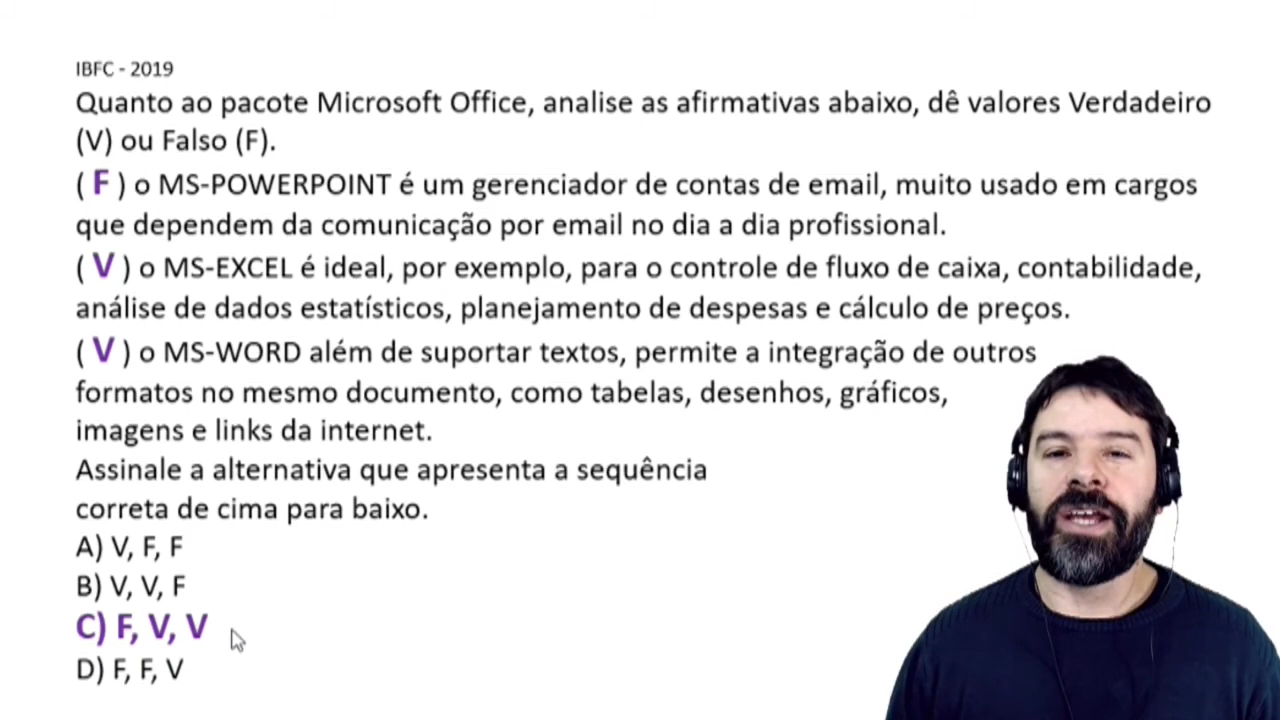 IBFC - 2019
Quanto ao pacote Microsoft Office, analise as afirmativas abaixo, dê valores Verdadeiro
(V) ou Falso (F).
( F ) o MS-POWERPOINT é um gerenciador de contas de email, muito usado em cargos
que dependem da comunicação por email no dia a dia profissional.
( V ) o MS-EXCEL é ideal, por exemplo, para o controle de fluxo de caixa, contabilidade,
análise de dados estatísticos, planejamento de despesas e cálculo de preços.
( V ) o MS-WORD além de suportar textos, permite a integração de outros
formatos no mesmo documento, como tabelas, desenhos, gráficos,
imagens e links da internet.
Assinale a alternativa que apresenta a sequência
correta de cima para baixo.
A) V, F, F
B) V, V, F
C) F, V, V
D) F, F, V